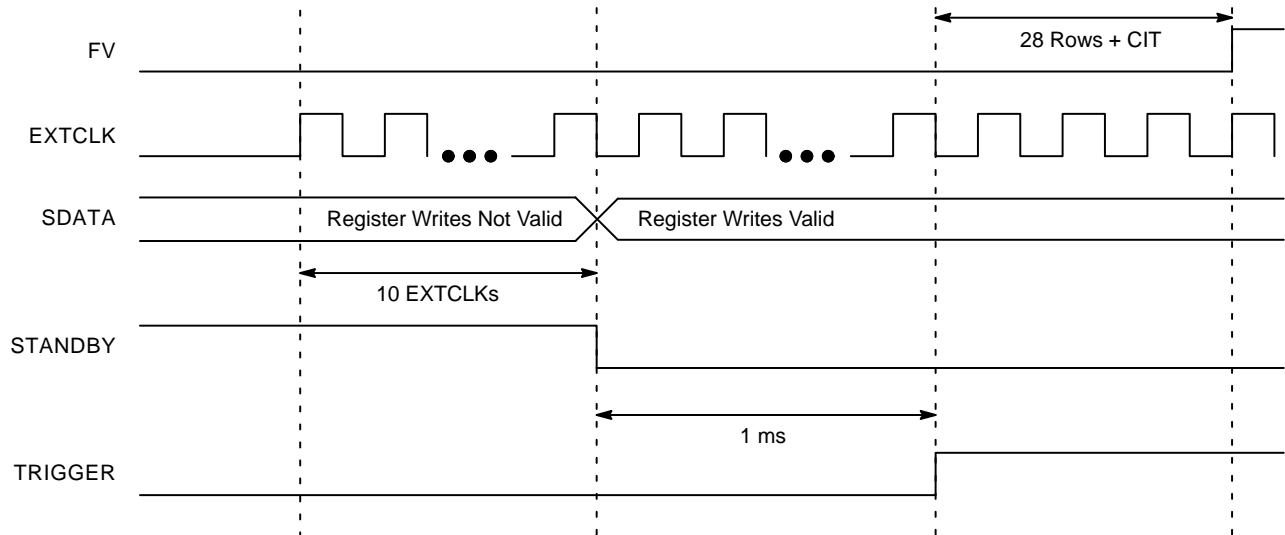 28 Rows + CIT
FV
EXTCLK
SDATA
Register Writes Not Valid
Register Writes Valid
10 EXTCLKs
STANDBY
1 ms
TRIGGER